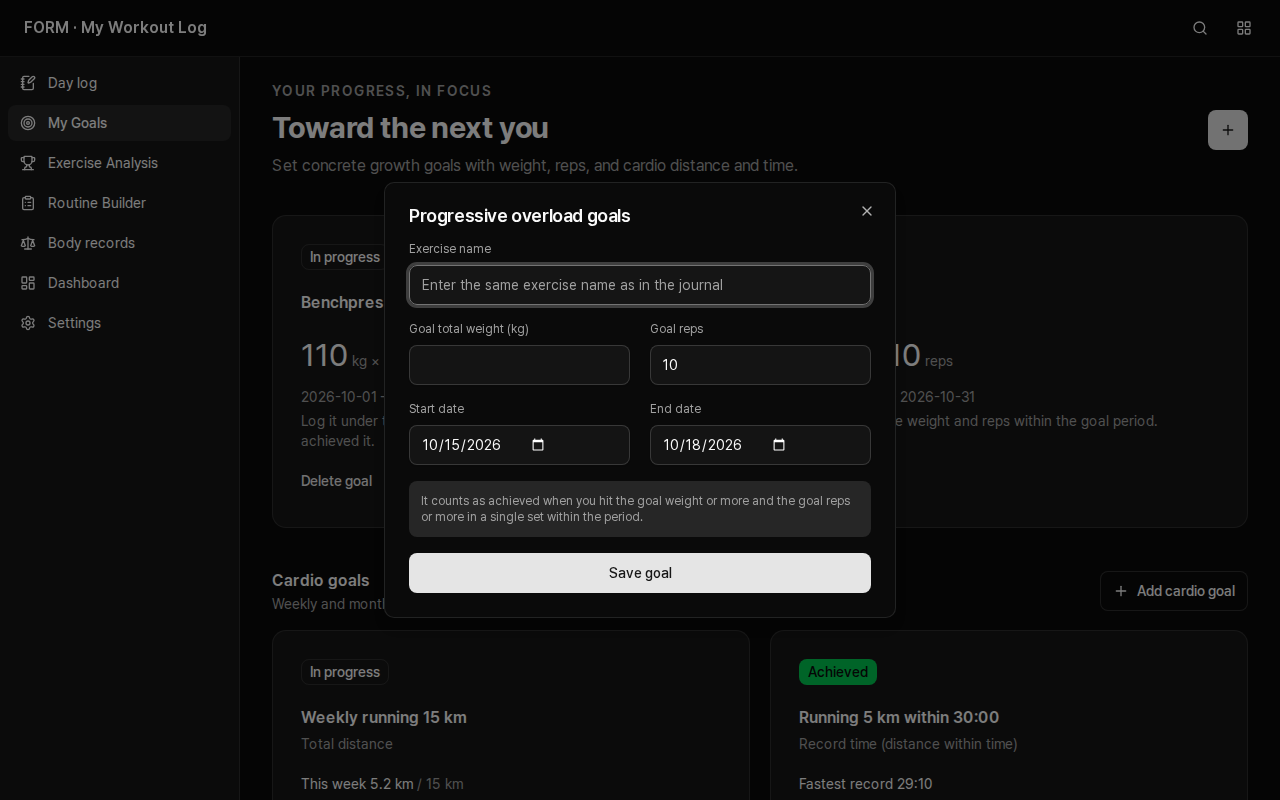 FORM · My Workout Log
Day log
My Goals
Exercise Analysis
Routine Builder
Body records
Dashboard
Settings
YOUR PROGRESS, IN FOCUS
Toward the next you
Set concrete growth goals with weight, reps, and cardio distance and time.
In progress
110 kg ×
2026-10-01
Log it under
achieved it.
Delete goal
reps
2026-10-31
weight and reps within the goal period.
Progressive overload goals
Exercise name
Enter the same exercise name as in the journal
Goal total weight (kg)
Goal reps
10
Start date
End date
10/15/2026
10/18/2026
It counts as achieved when you hit the goal weight or more and the goal reps
or more in a single set within the period.
Save goal
Cardio goals
Weekly and
Add cardio goal
In progress
Weekly running 15 km
Total distance
This week 5.2 km / 15 km
Achieved
Running 5 km within 30:00
Record time (distance within time)
Fastest record 29:10